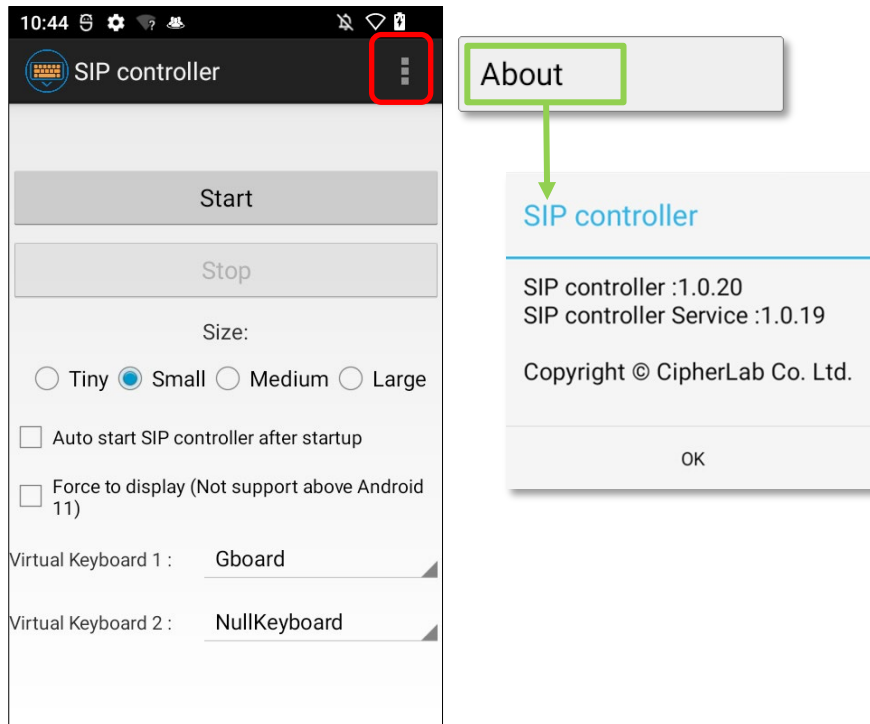 10:44
SIP controller
Start
Stop
Size:
Tiny Small Medium Large
Auto start SIP controller after startup
Force to display (Not support above Android
11)
Virtual Keyboard 1 : Gboard
Virtual Keyboard 2 : NullKeyboard
About
SIP controller
SIP controller :1.0.20
SIP controller Service :1.0.19
Copyright © CipherLab Co. Ltd.
OK